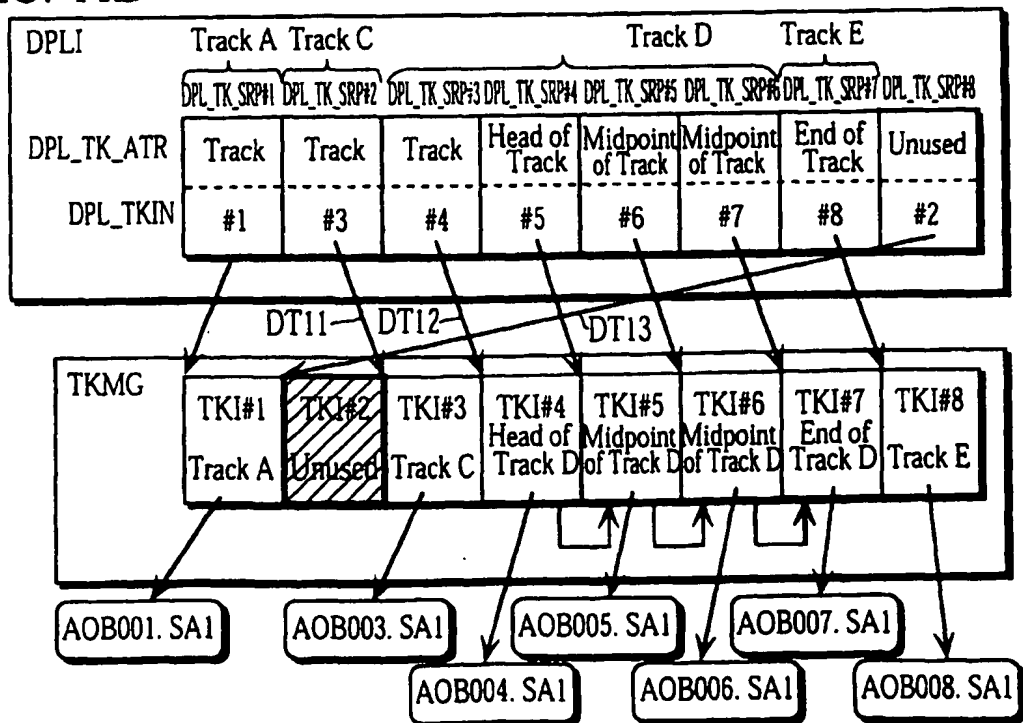 DPLI Track A Track C Track D Track E
DPL_TK_SRP#1 DPL_TK_SRP#2 DPL_TK_SRP#3 DPL_TK_SRP#4 DPL_TK_SRP#5 DPL_TK_SRP#6 DPL_TK_SRP#7 DPL_TK_SRP#8
DPL_TK_ATR Track Track Track Head of Track Midpoint of Track Midpoint of Track End of Track Unused
DPL_TKIN #1 #3 #4 #5 #6 #7 #8 #2
DT11 DT12 DT13
TKMG
TKI#1 TKI#2 TKI#3 TKI#4 TKI#5 TKI#6 TKI#7 TKI#8
Head of Midpoint Midpoint End of
Track A Unused Track C Track D of Track D of Track D Track D Track E
AOB001. SA1 AOB003. SA1 AOB005. SA1 AOB007. SA1
AOB004. SA1 AOB006. SA1 AOB008. SA1